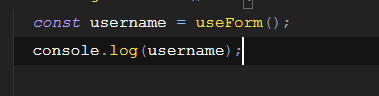 const username = useForm();
console.log(username);